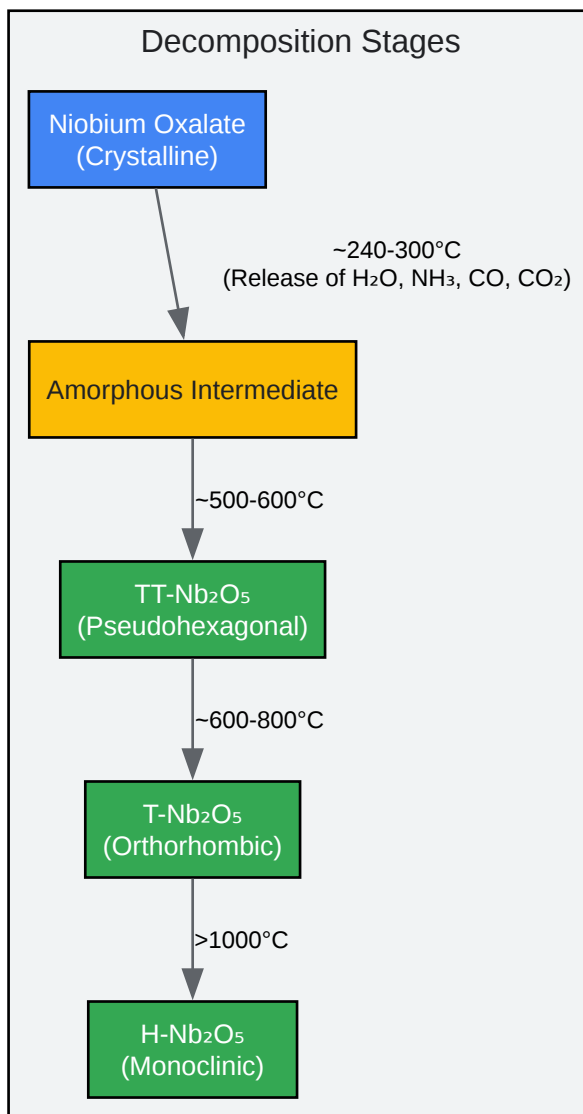 Decomposition Stages
Niobium Oxalate
(Crystalline)
~240-300°C
(Release of H₂O, NH₃, CO, CO₂)
Amorphous Intermediate
~500-600°C
TT-Nb₂O₅
(Pseudohexagonal)
~600-800°C
T-Nb₂O₅
(Orthorhombic)
>1000°C
H-Nb₂O₅
(Monoclinic)